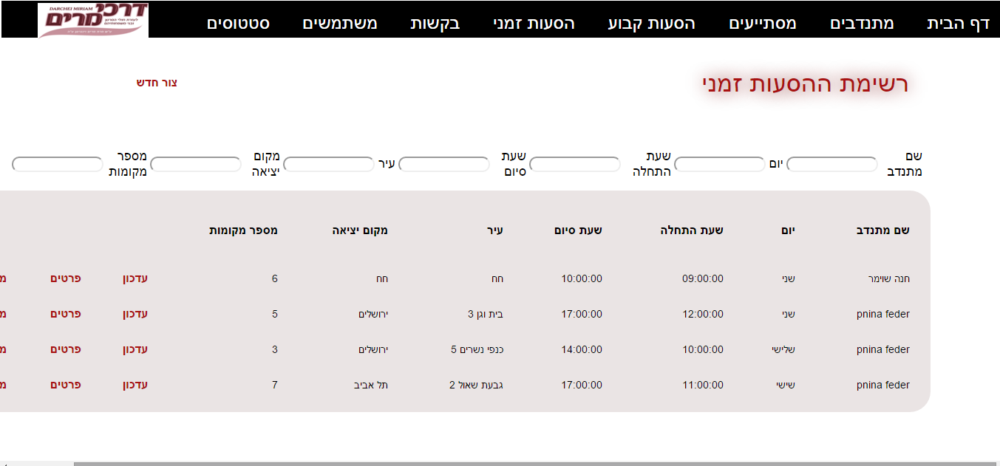 דף הבית מתנדבים מסתייעים הסעות קבוע הסעות זמני בקשות משתמשים סטטוסים
DARCHEI MIRIAM
דרכי מרים
רשימת ההסעות זמני
צור חדש
שם מתנדב יום שעת התחלה שעת סיום עיר מקום יציאה מספר מקומות
שם מתנדב יום שעת התחלה שעת סיום עיר מקום יציאה מספר מקומות
חנה שוימר שני 09:00:00 10:00:00 חח חח 6 עדכון פרטים מ
pnina feder שני 12:00:00 17:00:00 בית וגן 3 ירושלים 5 עדכון פרטים מ
pnina feder שלישי 10:00:00 14:00:00 כנפי נשרים 5 ירושלים 3 עדכון פרטים מ
pnina feder שישי 11:00:00 17:00:00 גבעת שאול 2 תל אביב 7 עדכון פרטים מ